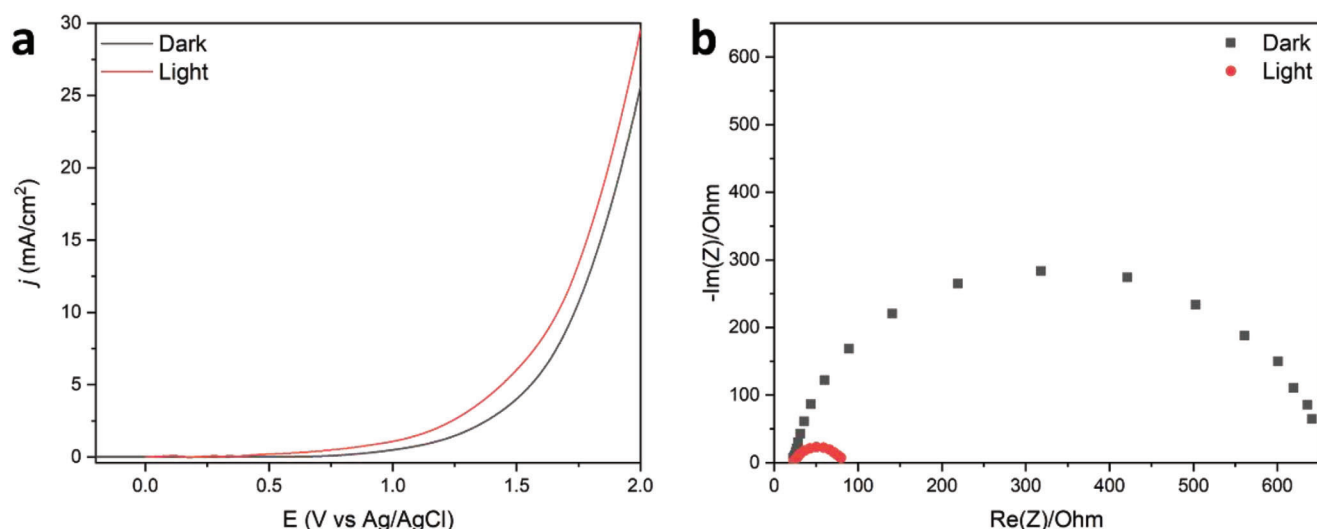 a
30
25
20
15
10
5
0
j (mA/cm²)
Dark
Light
0.0 0.5 1.0 1.5 2.0
E (V vs Ag/AgCl)
b
600
500
400
300
200
100
0
-Im(Z)/Ohm
Dark
Light
0 100 200 300 400 500 600
Re(Z)/Ohm